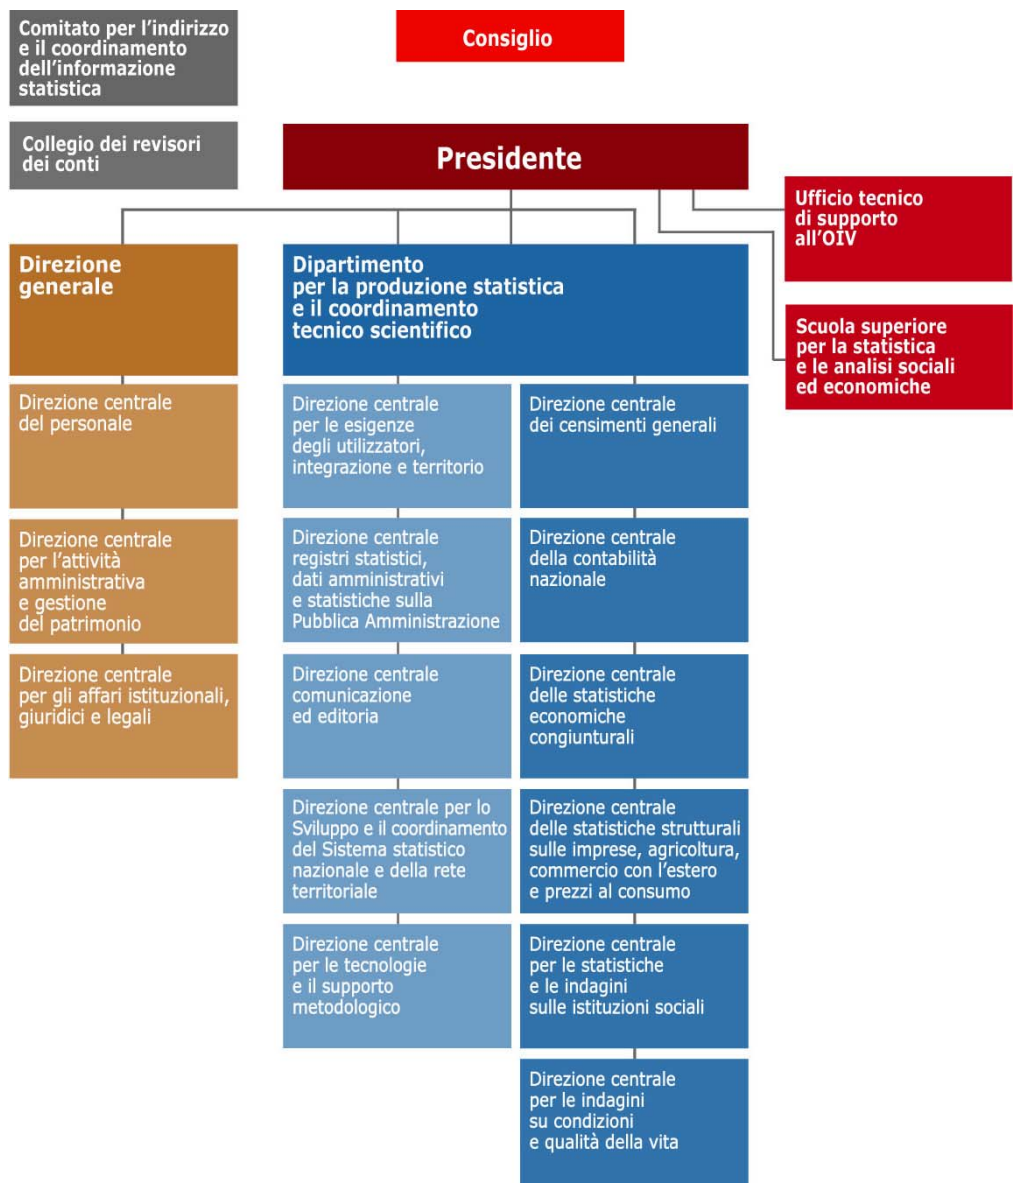 Comitato per l'indirizzo
e il coordinamento
dell'informazione
statistica
Consiglio
Collegio dei revisori
dei conti
Presidente
Ufficio tecnico
di supporto
all'OIV
Direzione
generale
Dipartimento
per la produzione statistica
e il coordinamento
tecnico scientifico
Scuola superiore
per la statistica
e le analisi sociali
ed economiche
Direzione centrale
del personale
Direzione centrale
per l'attività
amministrativa
e gestione
del patrimonio
Direzione centrale
per gli affari istituzionali,
giuridici e legali
Direzione centrale
per le esigenze
degli utilizzatori,
integrazione e territorio
Direzione centrale
registri statistici,
dati amministrativi
e statistiche sulla
Pubblica Amministrazione
Direzione centrale
comunicazione
ed editoria
Direzione centrale per lo
Sviluppo e il coordinamento
del Sistema statistico
nazionale e della rete
territoriale
Direzione centrale
per le tecnologie
e il supporto
metodologico
Direzione centrale
dei censimenti generali
Direzione centrale
della contabilità
nazionale
Direzione centrale
delle statistiche
economiche
congiunturali
Direzione centrale
delle statistiche strutturali
sulle imprese, agricoltura,
commercio con l'estero
e prezzi al consumo
Direzione centrale
per le statistiche
e le indagini
sulle istituzioni sociali
Direzione centrale
per le indagini
su condizioni
e qualità della vita